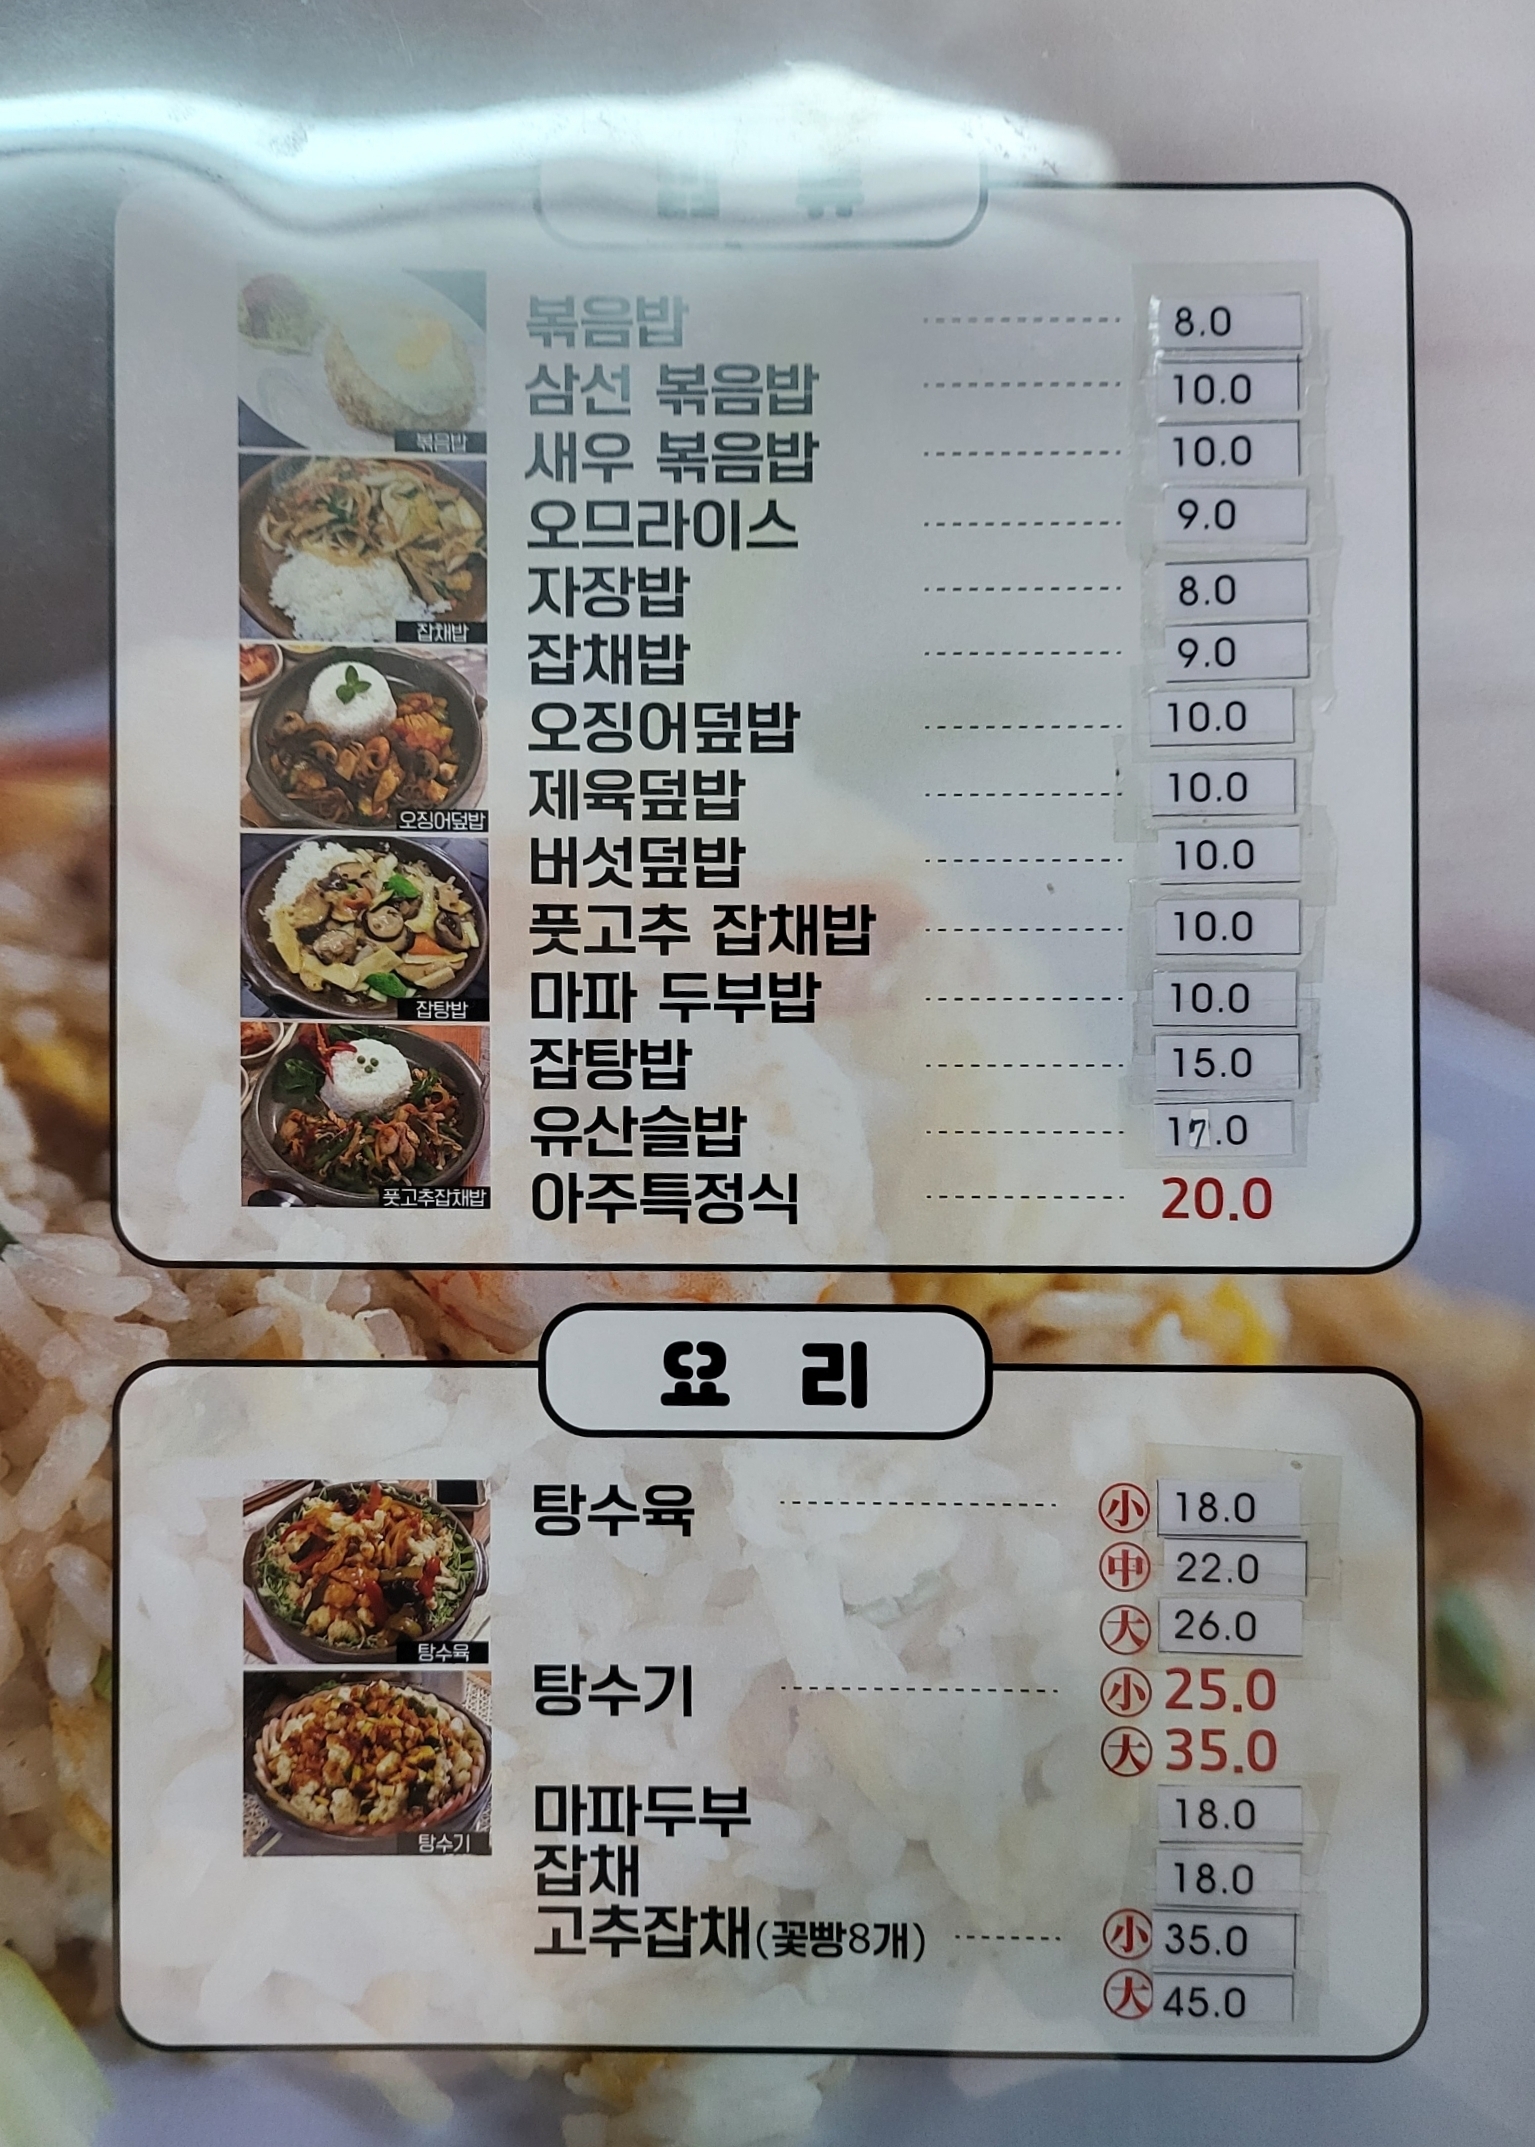 볶음밥 8.0
삼선 볶음밥 10.0
새우 볶음밥 10.0
오므라이스 9.0
자장밥 8.0
잡채밥 9.0
오징어덮밥 10.0
제육덮밥 10.0
버섯덮밥 10.0
풋고추 잡채밥 10.0
마파 두부밥 10.0
잡탕밥 15.0
유산슬밥 17.0
아주특정식 20.0
볶음밥
잡채밥
오징어덮밥
잡탕밥
풋고추잡채밥
요 리
탕수육 小 18.0
中 22.0
大 26.0
탕수기 小 25.0
大 35.0
마파두부 18.0
잡채 18.0
고추잡채(꽃빵8개) 小 35.0
大 45.0
탕수육
탕수기